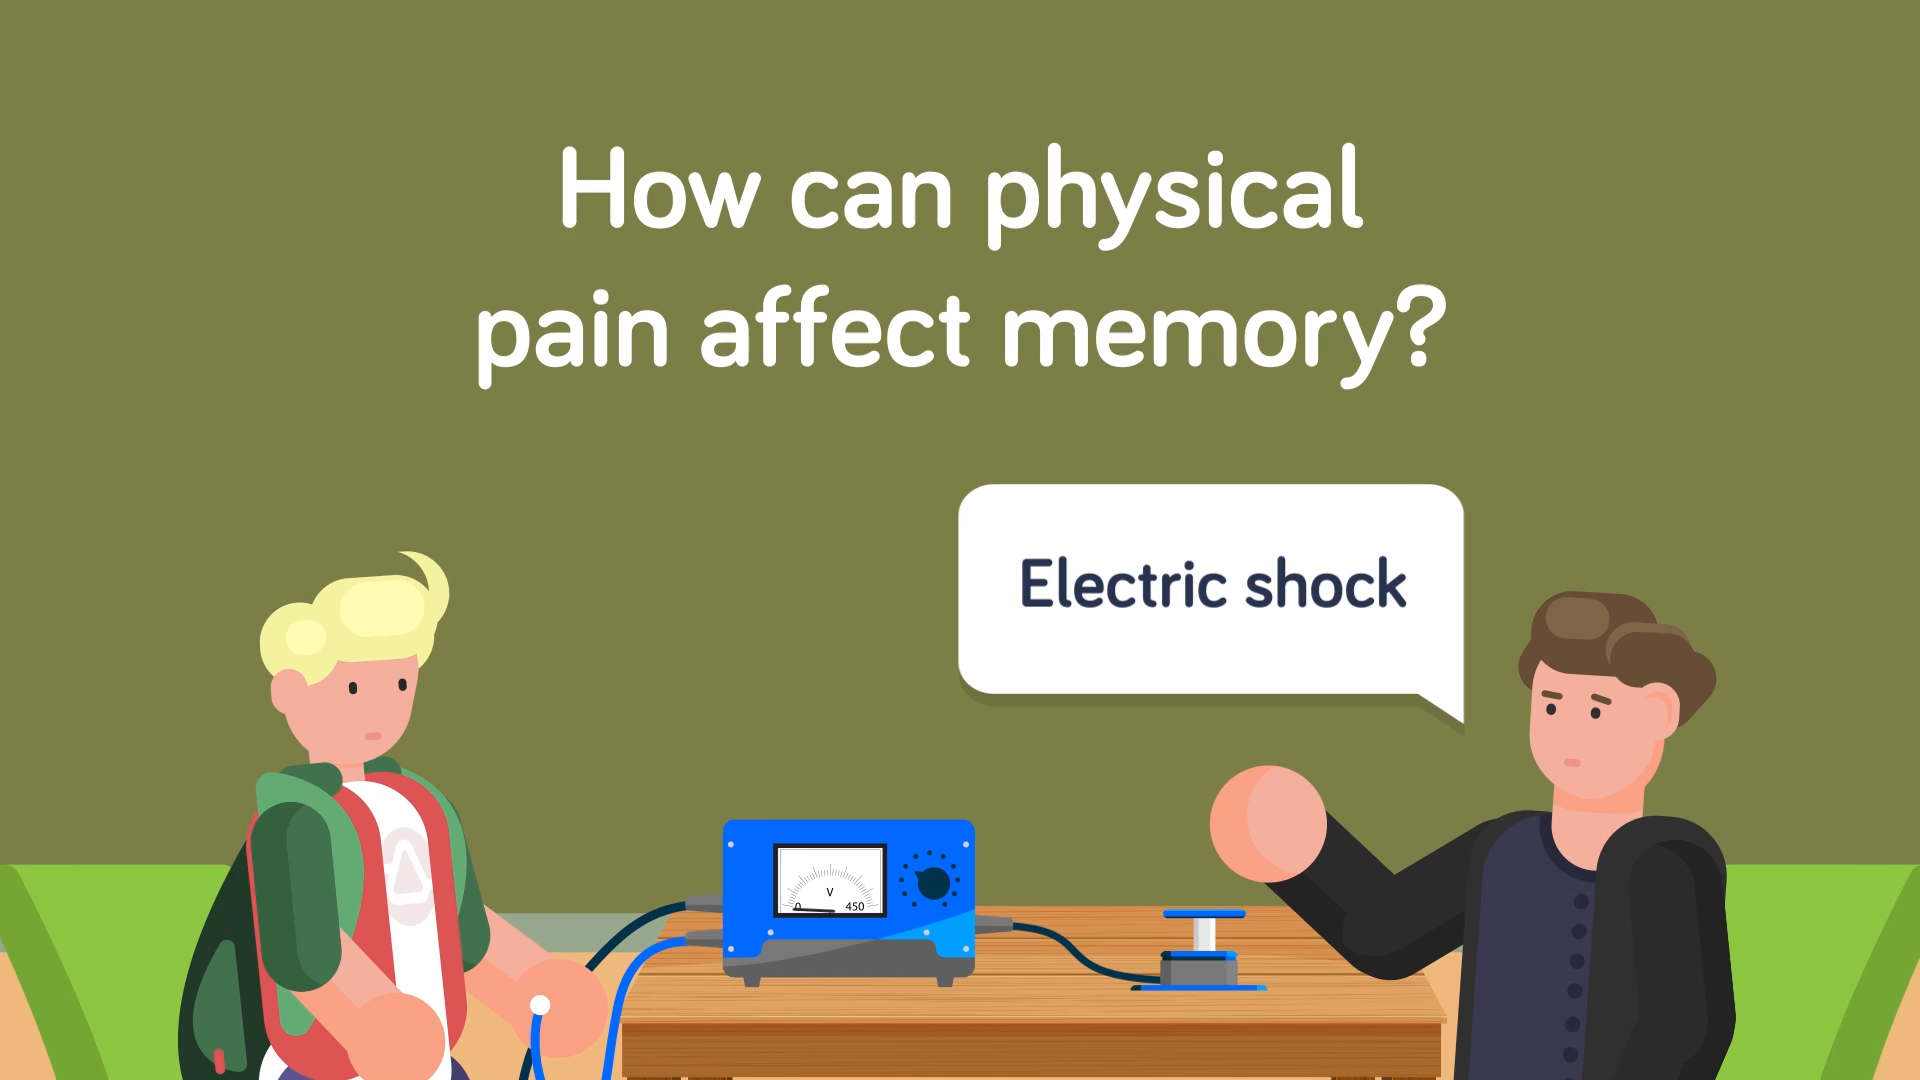 How can physical
pain affect memory?
Electric shock
V
0 450